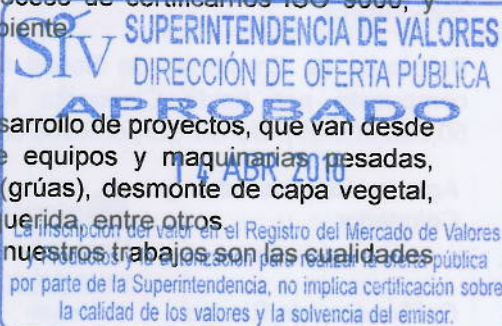 certificarnos ISO 9000, y
SIV SUPERINTENDENCIA DE VALORES
DIRECCIÓN DE OFERTA PÚBLICA
APROBADO
sarrollo de proyectos, que van desde
equipos y maquinarias pesadas,
14 ABR 2016
(grúas), desmonte de capa vegetal,
uerida, entre otros.
La inscripción del valor en el Registro del Mercado de Valores
nuestros trabajos son las cualidades
y Productos y la autorización para realizar la oferta pública
por parte de la Superintendencia, no implica certificación sobre
la calidad de los valores y la solvencia del emisor.